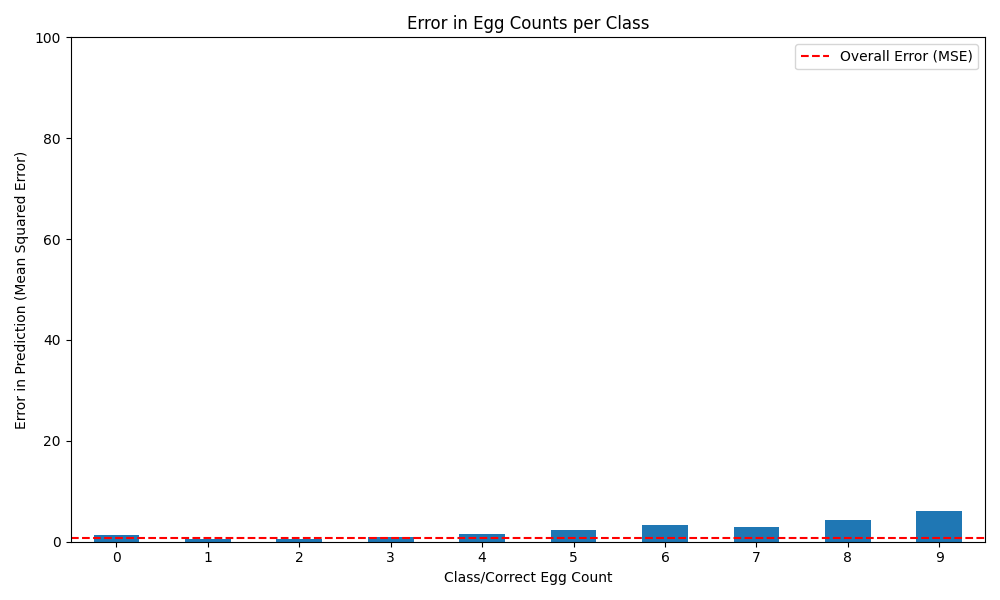 Error in Egg Counts per Class
Overall Error (MSE)
Error in Prediction (Mean Squared Error)
100
80
60
40
20
0
0 1 2 3 4 5 6 7 8 9
Class/Correct Egg Count